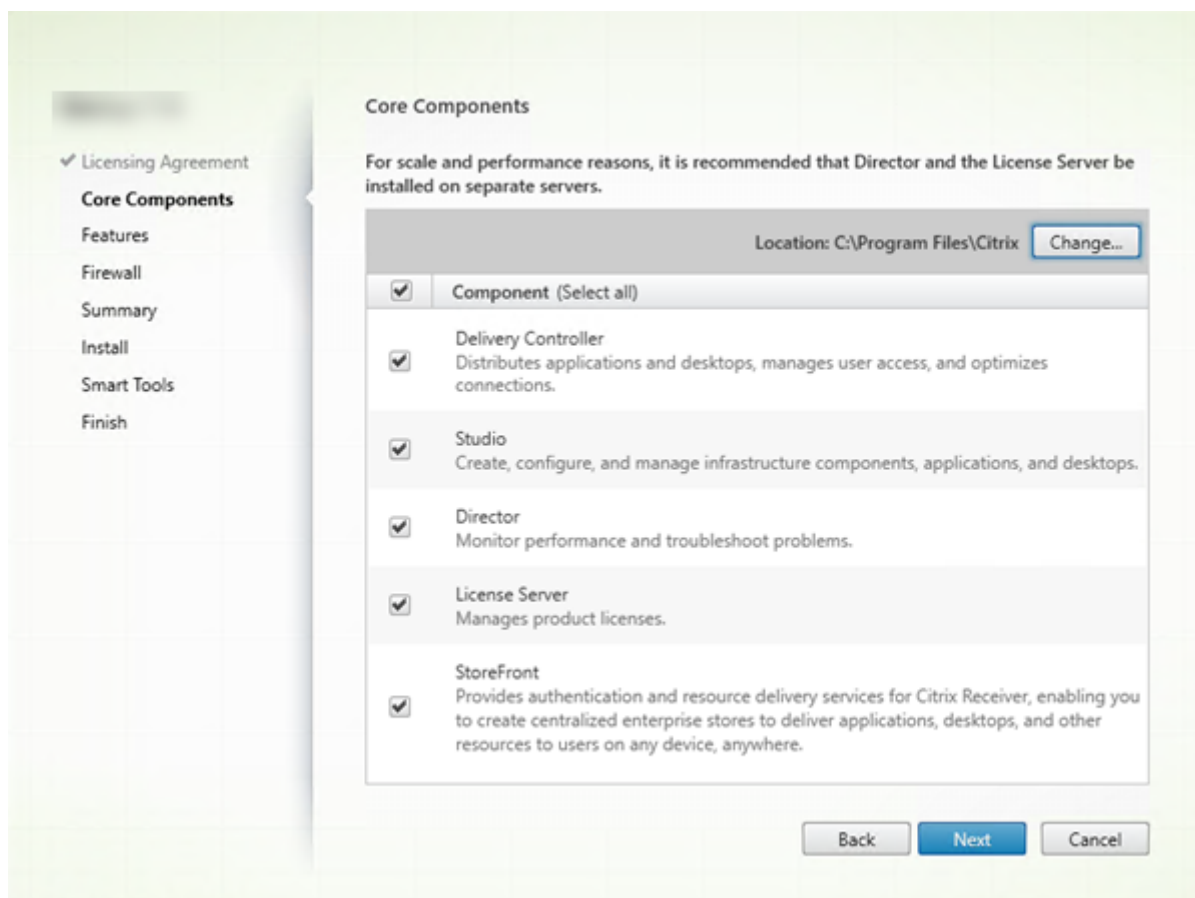 Licensing Agreement
Core Components
Features
Firewall
Summary
Install
Smart Tools
Finish
Core Components
For scale and performance reasons, it is recommended that Director and the License Server be
installed on separate servers.
Location: C:\Program Files\Citrix Change...
Component (Select all)
Delivery Controller
Distributes applications and desktops, manages user access, and optimizes
connections.
Studio
Create, configure, and manage infrastructure components, applications, and desktops.
Director
Monitor performance and troubleshoot problems.
License Server
Manages product licenses.
StoreFront
Provides authentication and resource delivery services for Citrix Receiver, enabling you
to create centralized enterprise stores to deliver applications, desktops, and other
resources to users on any device, anywhere.
Back Next Cancel